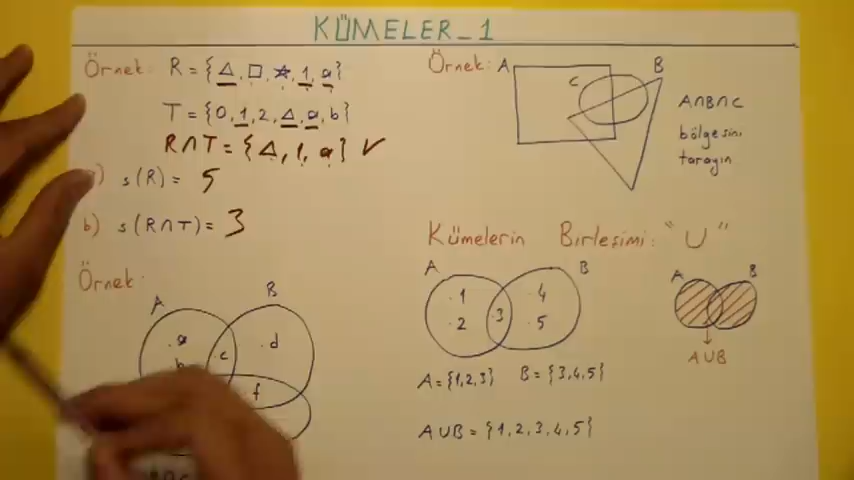 KÜMELER_1
Örnek: R = {△, □, ☆, 1, a}
T = {0, 1, 2, △, a, b}
R∩T = {△, 1, a} ✓
) s(R) = 5
b) s(R∩T) = 3
Örnek:
A
B
a
b
c
d
f
Örnek:
A
C
B
A∩B∩C
bölgesini
tarayın
Kümelerin Birleşimi: "U"
A
B
1
2
3
4
5
A = {1,2,3} B = {3,4,5}
A∪B = {1,2,3,4,5}
A
B
A∪B